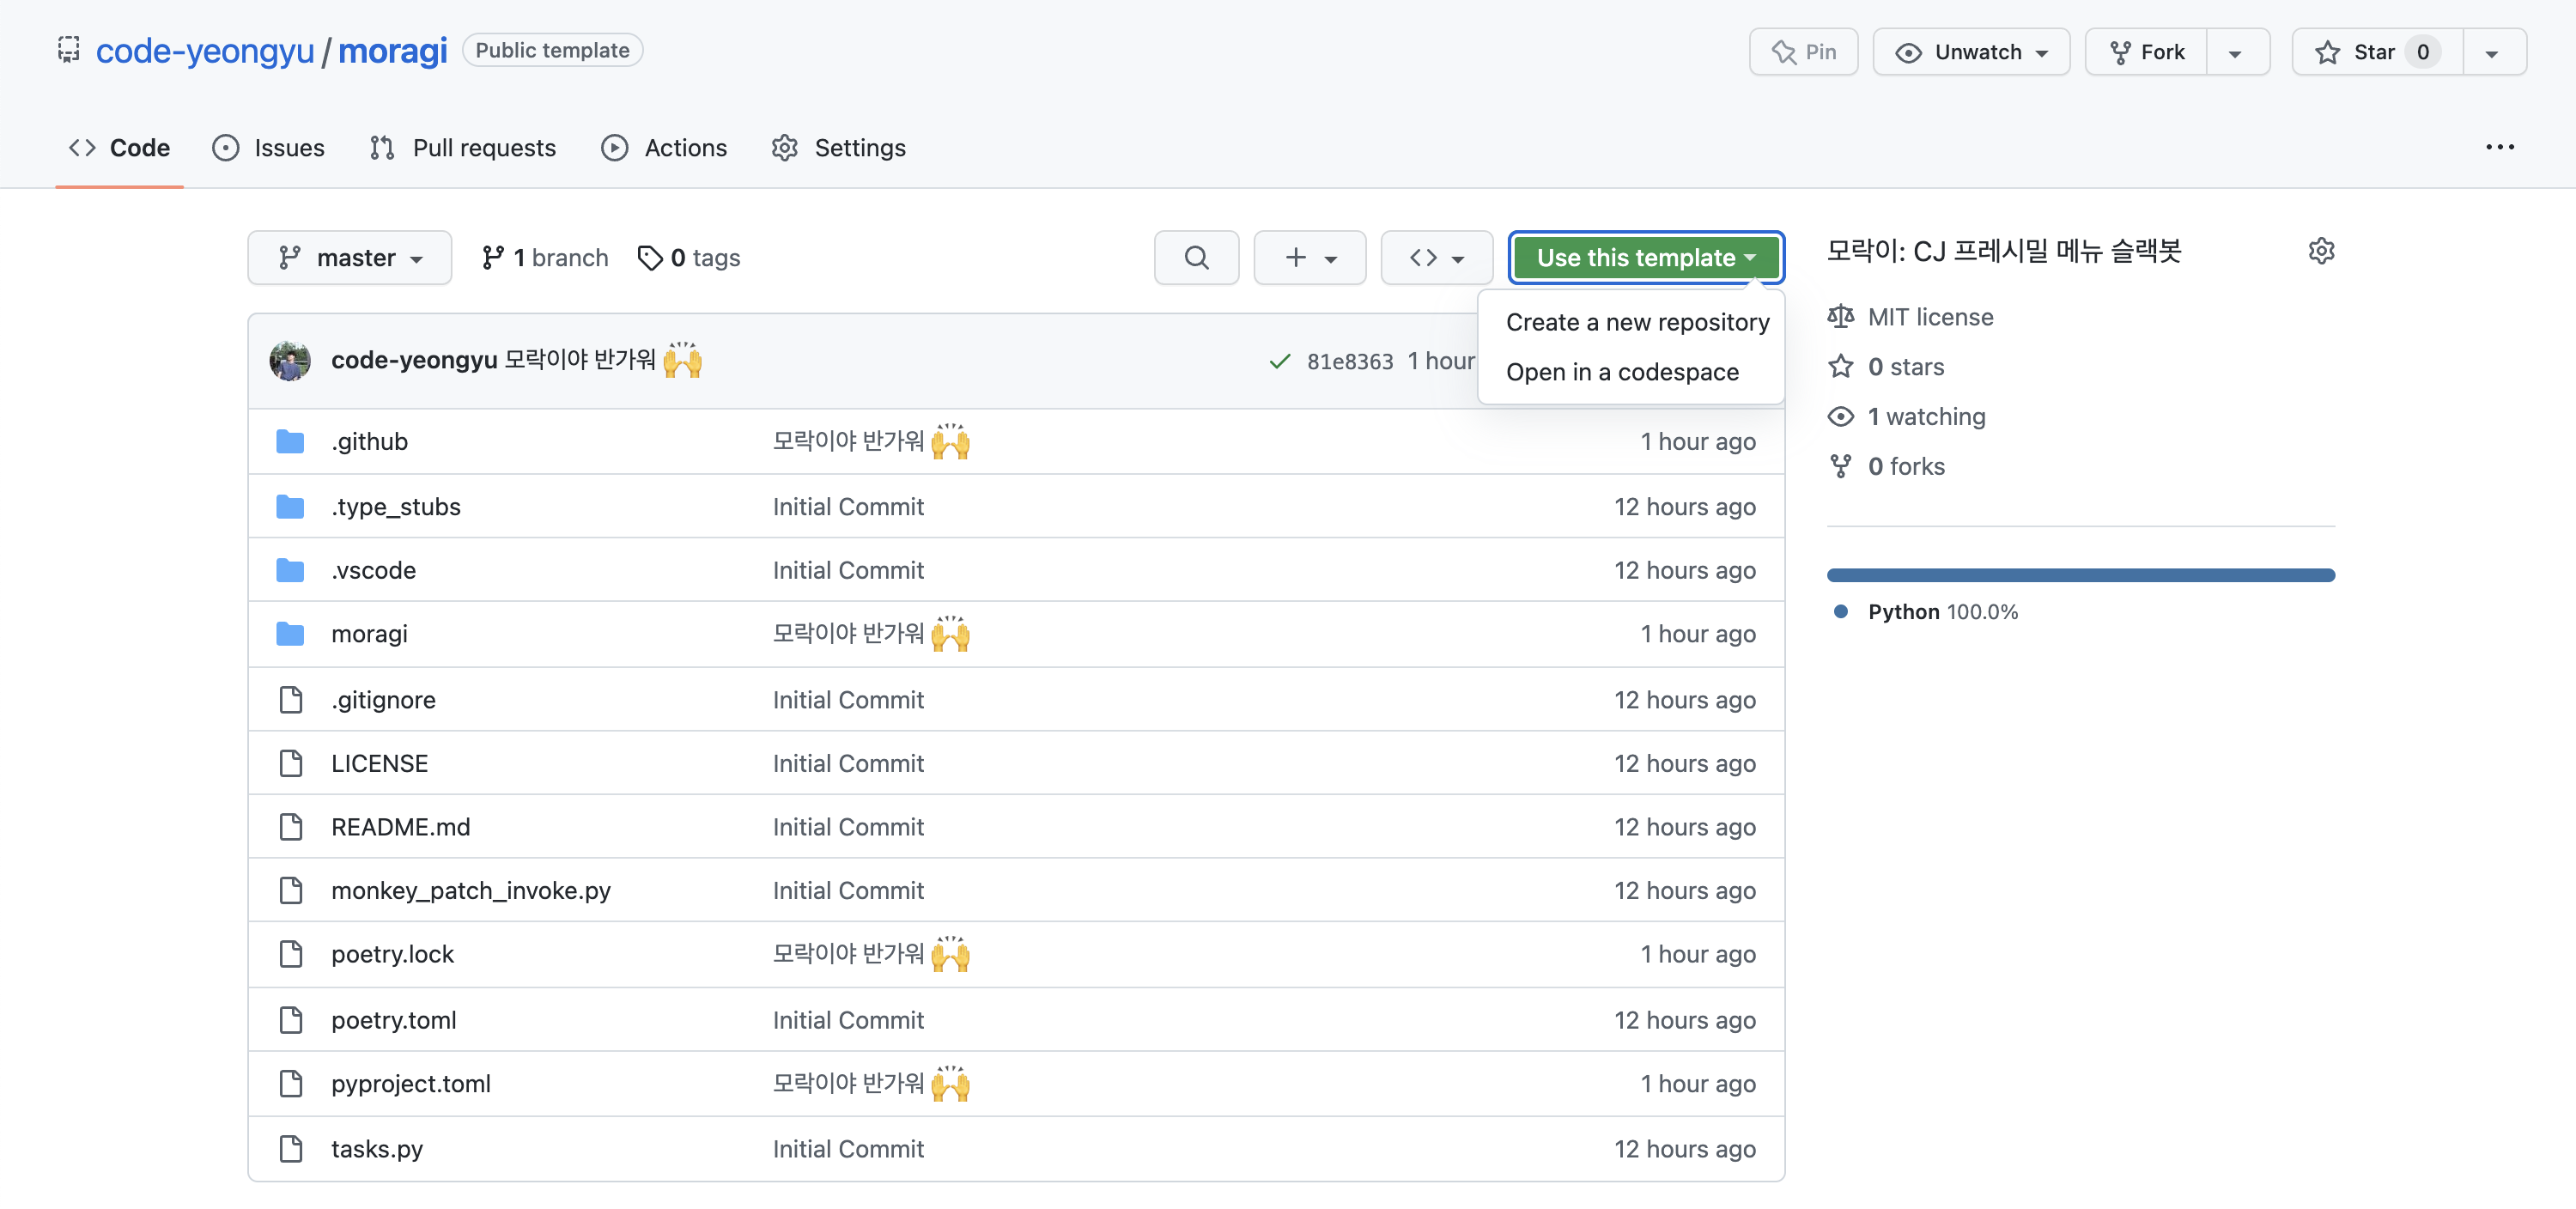 code-yeongyu / moragi Public template Pin Unwatch Fork Star 0
Code Issues Pull requests Actions Settings
master 1 branch 0 tags Use this template
Create a new repository
Open in a codespace
code-yeongyu 모락이야 반가워 🙌 81e8363 1 hour
.github 모락이야 반가워 🙌 1 hour ago
.type_stubs Initial Commit 12 hours ago
.vscode Initial Commit 12 hours ago
moragi 모락이야 반가워 🙌 1 hour ago
.gitignore Initial Commit 12 hours ago
LICENSE Initial Commit 12 hours ago
README.md Initial Commit 12 hours ago
monkey_patch_invoke.py Initial Commit 12 hours ago
poetry.lock 모락이야 반가워 🙌 1 hour ago
poetry.toml Initial Commit 12 hours ago
pyproject.toml 모락이야 반가워 🙌 1 hour ago
tasks.py Initial Commit 12 hours ago
모락이: CJ 프레시밀 메뉴 슬랙봇
MIT license
0 stars
1 watching
0 forks
Python 100.0%